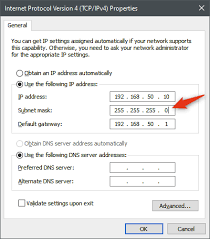 Internet Protocol Version 4 (TCP/IPv4) Properties
General
You can get IP settings assigned automatically if your network supports
this capability. Otherwise, you need to ask your network administrator
for the appropriate IP settings.
Obtain an IP address automatically
Use the following IP address:
IP address: 192 . 168 . 50 . 10
Subnet mask: 255 . 255 . 255 . 0
Default gateway: 192 . 168 . 50 . 1
Obtain DNS server address automatically
Use the following DNS server addresses:
Preferred DNS server: . . .
Alternate DNS server: . . .
Validate settings upon exit
Advanced...
OK Cancel